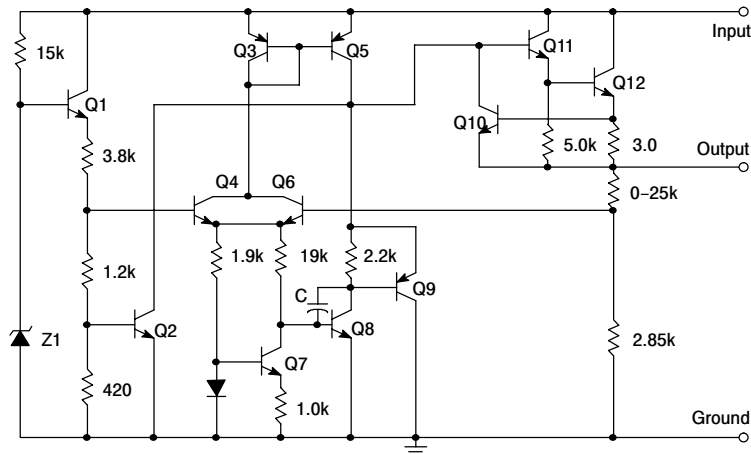 Input
Q11
Q3
Q5
15k
Q12
Q1
Q10
5.0k
3.0
Output
3.8k
Q4
Q6
0–25k
1.9k
19k
2.2k
1.2k
Q9
C
Z1
Q2
Q8
2.85k
Q7
420
1.0k
Ground